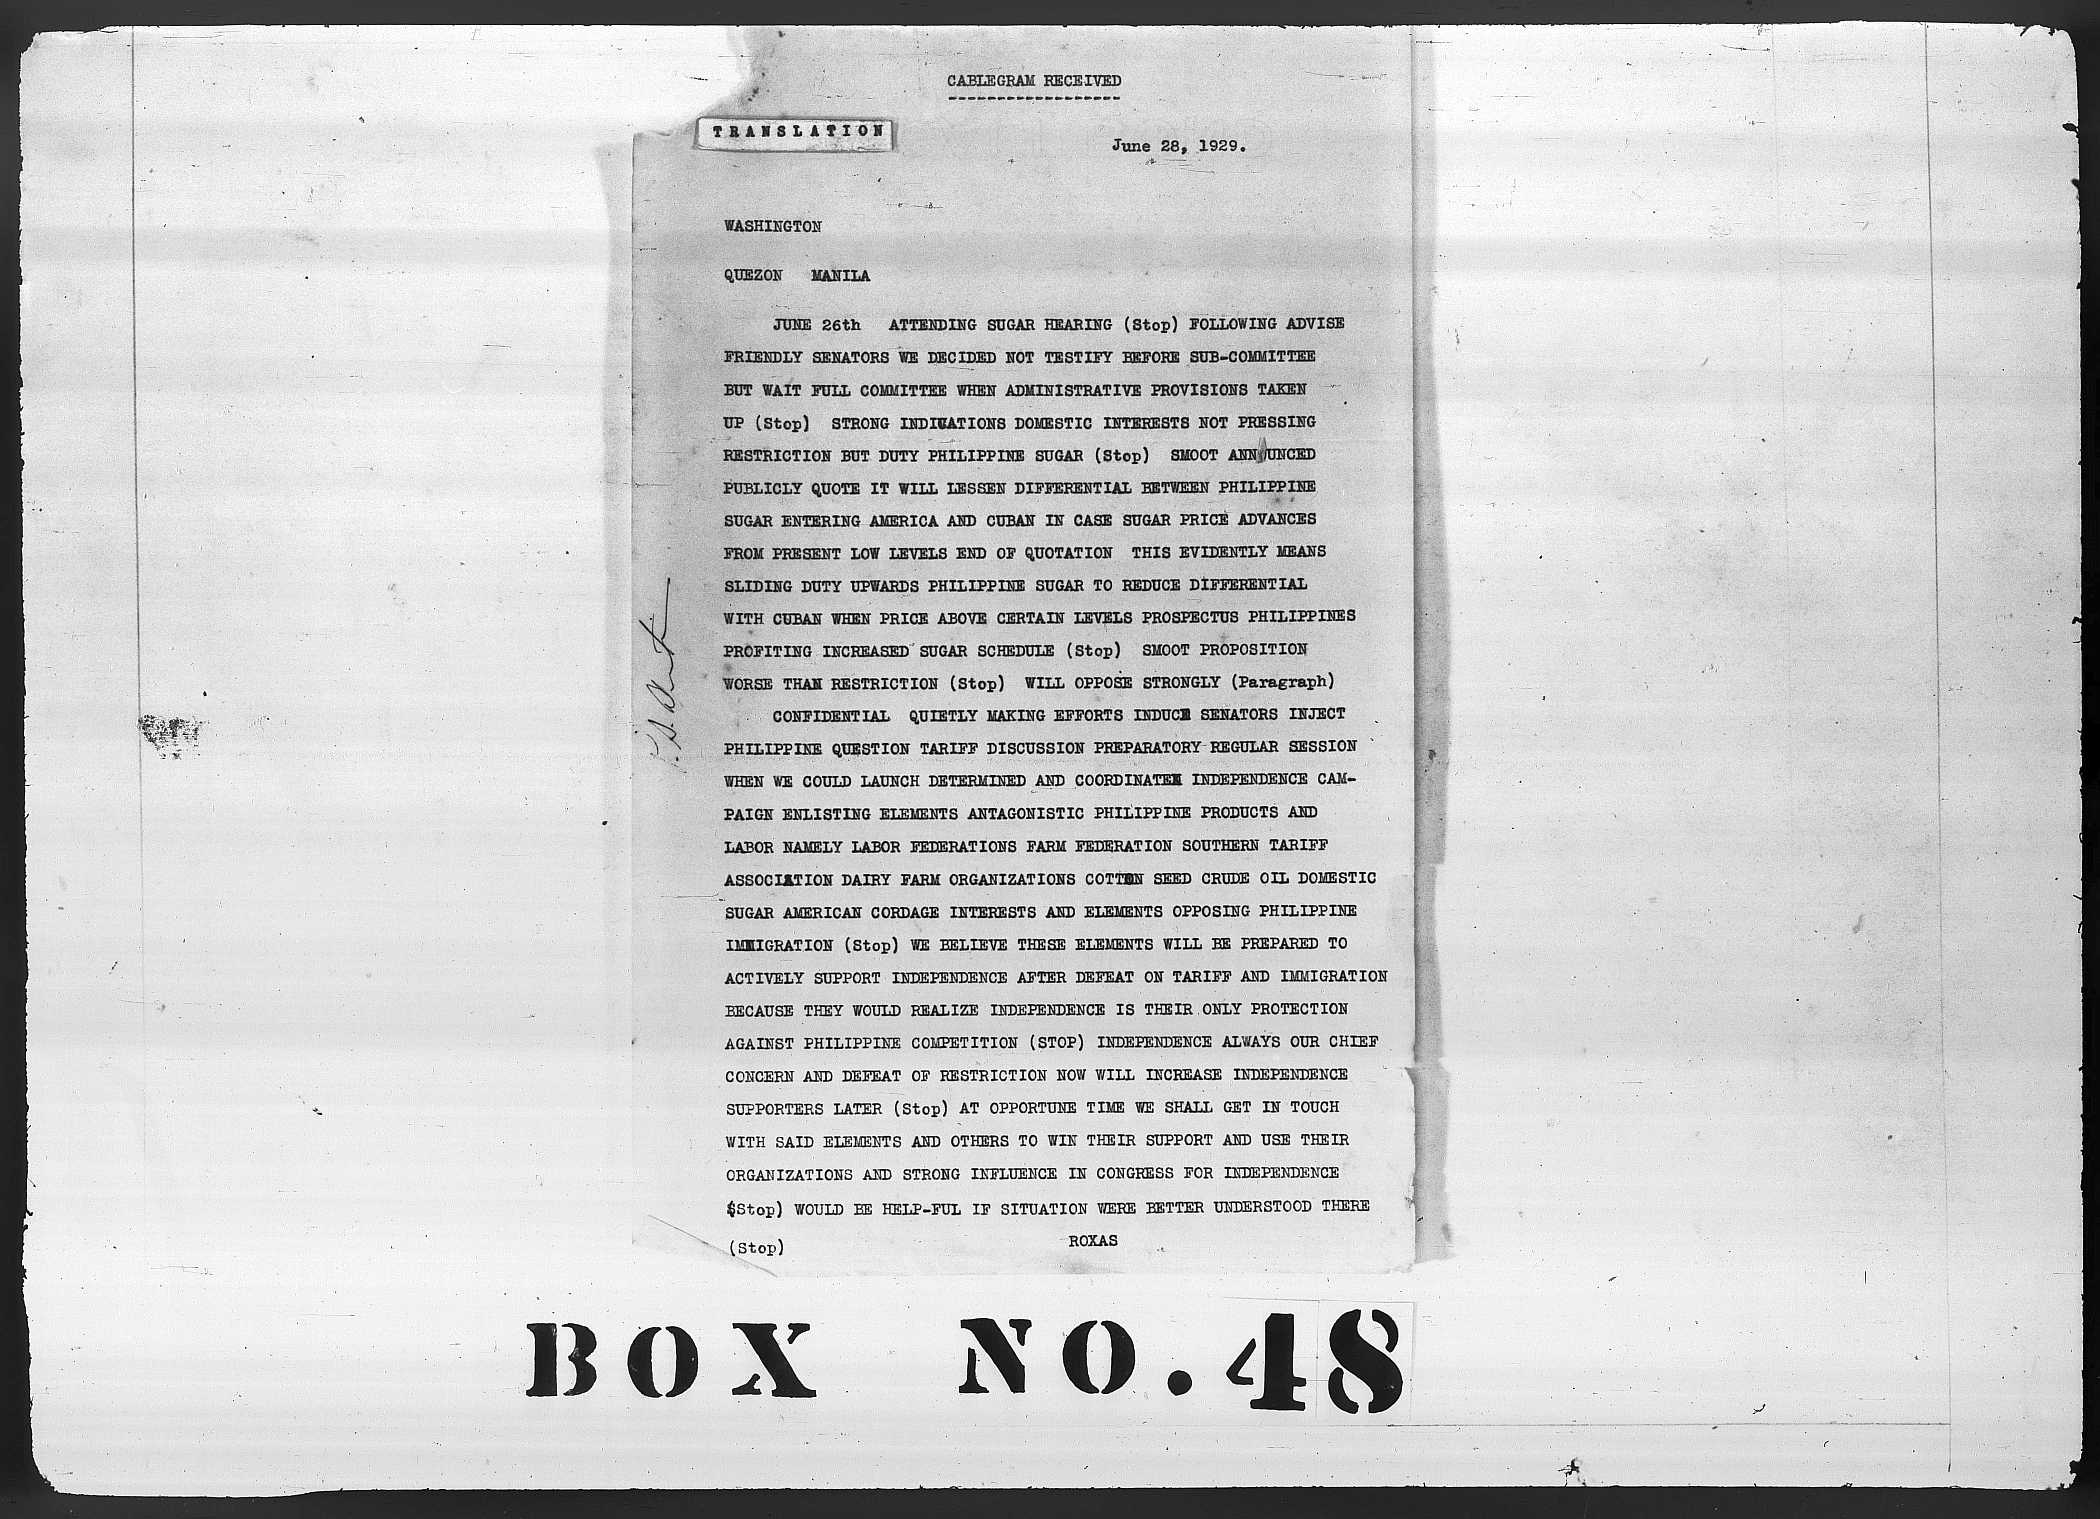 CABLEGRAM RECEIVED
TRANSLATION
June 28, 1929.
WASHINGTON
QUEZON MANILA
JUNE 26th ATTENDING SUGAR HEARING (Stop) FOLLOWING ADVISE
FRIENDLY SENATORS WE DECIDED NOT TESTIFY BEFORE SUB-COMMITTEE
BUT WAIT FULL COMMITTEE WHEN ADMINISTRATIVE PROVISIONS TAKEN
UP (Stop) STRONG INDICATIONS DOMESTIC INTERESTS NOT PRESSING
RESTRICTION BUT DUTY PHILIPPINE SUGAR (Stop) SMOOT ANNOUNCED
PUBLICLY QUOTE IT WILL LESSEN DIFFERENTIAL BETWEEN PHILIPPINE
SUGAR ENTERING AMERICA AND CUBAN IN CASE SUGAR PRICE ADVANCES
FROM PRESENT LOW LEVELS END OF QUOTATION THIS EVIDENTLY MEANS
SLIDING DUTY UPWARDS PHILIPPINE SUGAR TO REDUCE DIFFERENTIAL
WITH CUBAN WHEN PRICE ABOVE CERTAIN LEVELS PROSPECTUS PHILIPPINES
PROFITING INCREASED SUGAR SCHEDULE (Stop) SMOOT PROPOSITION
WORSE THAN RESTRICTION (Stop) WILL OPPOSE STRONGLY (Paragraph)
CONFIDENTIAL QUIETLY MAKING EFFORTS INDUCE SENATORS INJECT
PHILIPPINE QUESTION TARIFF DISCUSSION PREPARATORY REGULAR SESSION
WHEN WE COULD LAUNCH DETERMINED AND COORDINATED INDEPENDENCE CAM-
PAIGN ENLISTING ELEMENTS ANTAGONISTIC PHILIPPINE PRODUCTS AND
LABOR NAMELY LABOR FEDERATIONS FARM FEDERATION SOUTHERN TARIFF
ASSOCIATION DAIRY FARM ORGANIZATIONS COTTON SEED CRUDE OIL DOMESTIC
SUGAR AMERICAN CORDAGE INTERESTS AND ELEMENTS OPPOSING PHILIPPINE
IMMIGRATION (Stop) WE BELIEVE THESE ELEMENTS WILL BE PREPARED TO
ACTIVELY SUPPORT INDEPENDENCE AFTER DEFEAT ON TARIFF AND IMMIGRATION
BECAUSE THEY WOULD REALIZE INDEPENDENCE IS THEIR ONLY PROTECTION
AGAINST PHILIPPINE COMPETITION (STOP) INDEPENDENCE ALWAYS OUR CHIEF
CONCERN AND DEFEAT OF RESTRICTION NOW WILL INCREASE INDEPENDENCE
SUPPORTERS LATER (Stop) AT OPPORTUNE TIME WE SHALL GET IN TOUCH
WITH SAID ELEMENTS AND OTHERS TO WIN THEIR SUPPORT AND USE THEIR
ORGANIZATIONS AND STRONG INFLUENCE IN CONGRESS FOR INDEPENDENCE
(Stop) WOULD BE HELP-FUL IF SITUATION WERE BETTER UNDERSTOOD THERE
(Stop) ROXAS
BOX NO. 48